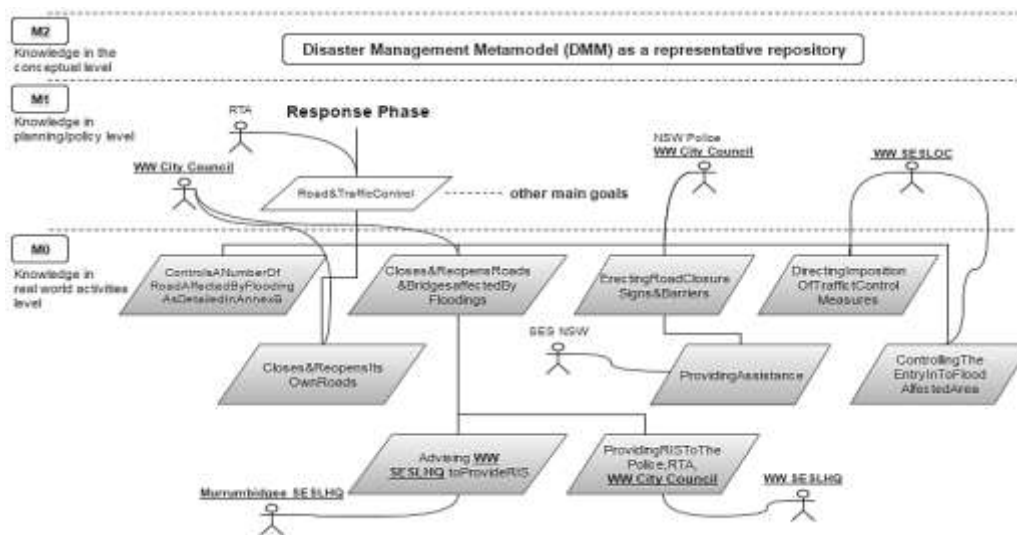 M2
Knowledge in the
conceptual level
Disaster Management Metamodel (DMM) as a representative repository
M1
Knowledge in
planning/policy level
RTA
Response Phase
WW City Council
NSW Police
WW City Council
WW SESLOC
Road&TrafficControl
other main goals
M0
Knowledge in
real world activities
level
ControlsANumberOf
RoadAffectedByFlooding
AsDetailedInAnnexB
Closes&ReopensRoads
&BridgesaffectedBy
Floodings
ErectingRoadClosure
Signs&Barriers
DirectingImposition
OfTraffictControl
Measures
Closes&ReopensIts
OwnRoads
SES NSW
ProvidingAssistance
ControllingThe
EntryInToFlood
AffectedArea
Advising WW
SESLHQ toProvideRIS
ProvidingRISToThe
Police,RTA,
WW City Council
Murrumbidgee SESLHQ
WW SESLHQ